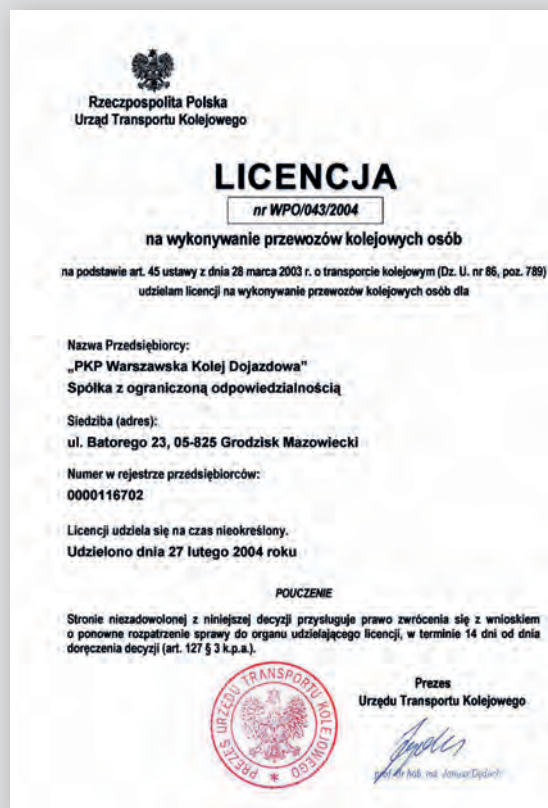 Rzeczpospolita Polska
Urząd Transportu Kolejowego
LICENCJA
nr WPO/043/2004
na wykonywanie przewozów kolejowych osób
na podstawie art. 45 ustawy z dnia 28 marca 2003 r. o transporcie kolejowym (Dz. U. nr 86, poz. 789)
udzielam licencji na wykonywanie przewozów kolejowych osób dla
Nazwa Przedsiębiorcy:
„PKP Warszawska Kolej Dojazdowa”
Spółka z ograniczoną odpowiedzialnością
Siedziba (adres):
ul. Batorego 23, 05-825 Grodzisk Mazowiecki
Numer w rejestrze przedsiębiorców:
0000116702
Licencji udziela się na czas nieokreślony.
Udzielono dnia 27 lutego 2004 roku
POUCZENIE
Stronie niezadowolonej z niniejszej decyzji przysługuje prawo zwrócenia się z wnioskiem
o ponowne rozpatrzenie sprawy do organu udzielającego licencji, w terminie 14 dni od dnia
doręczenia decyzji (art. 127 § 3 k.p.a.).
PREZES URZĘDU TRANSPORTU KOLEJOWEGO
Prezes
Urzędu Transportu Kolejowego
prof. dr hab. inż. Janusz